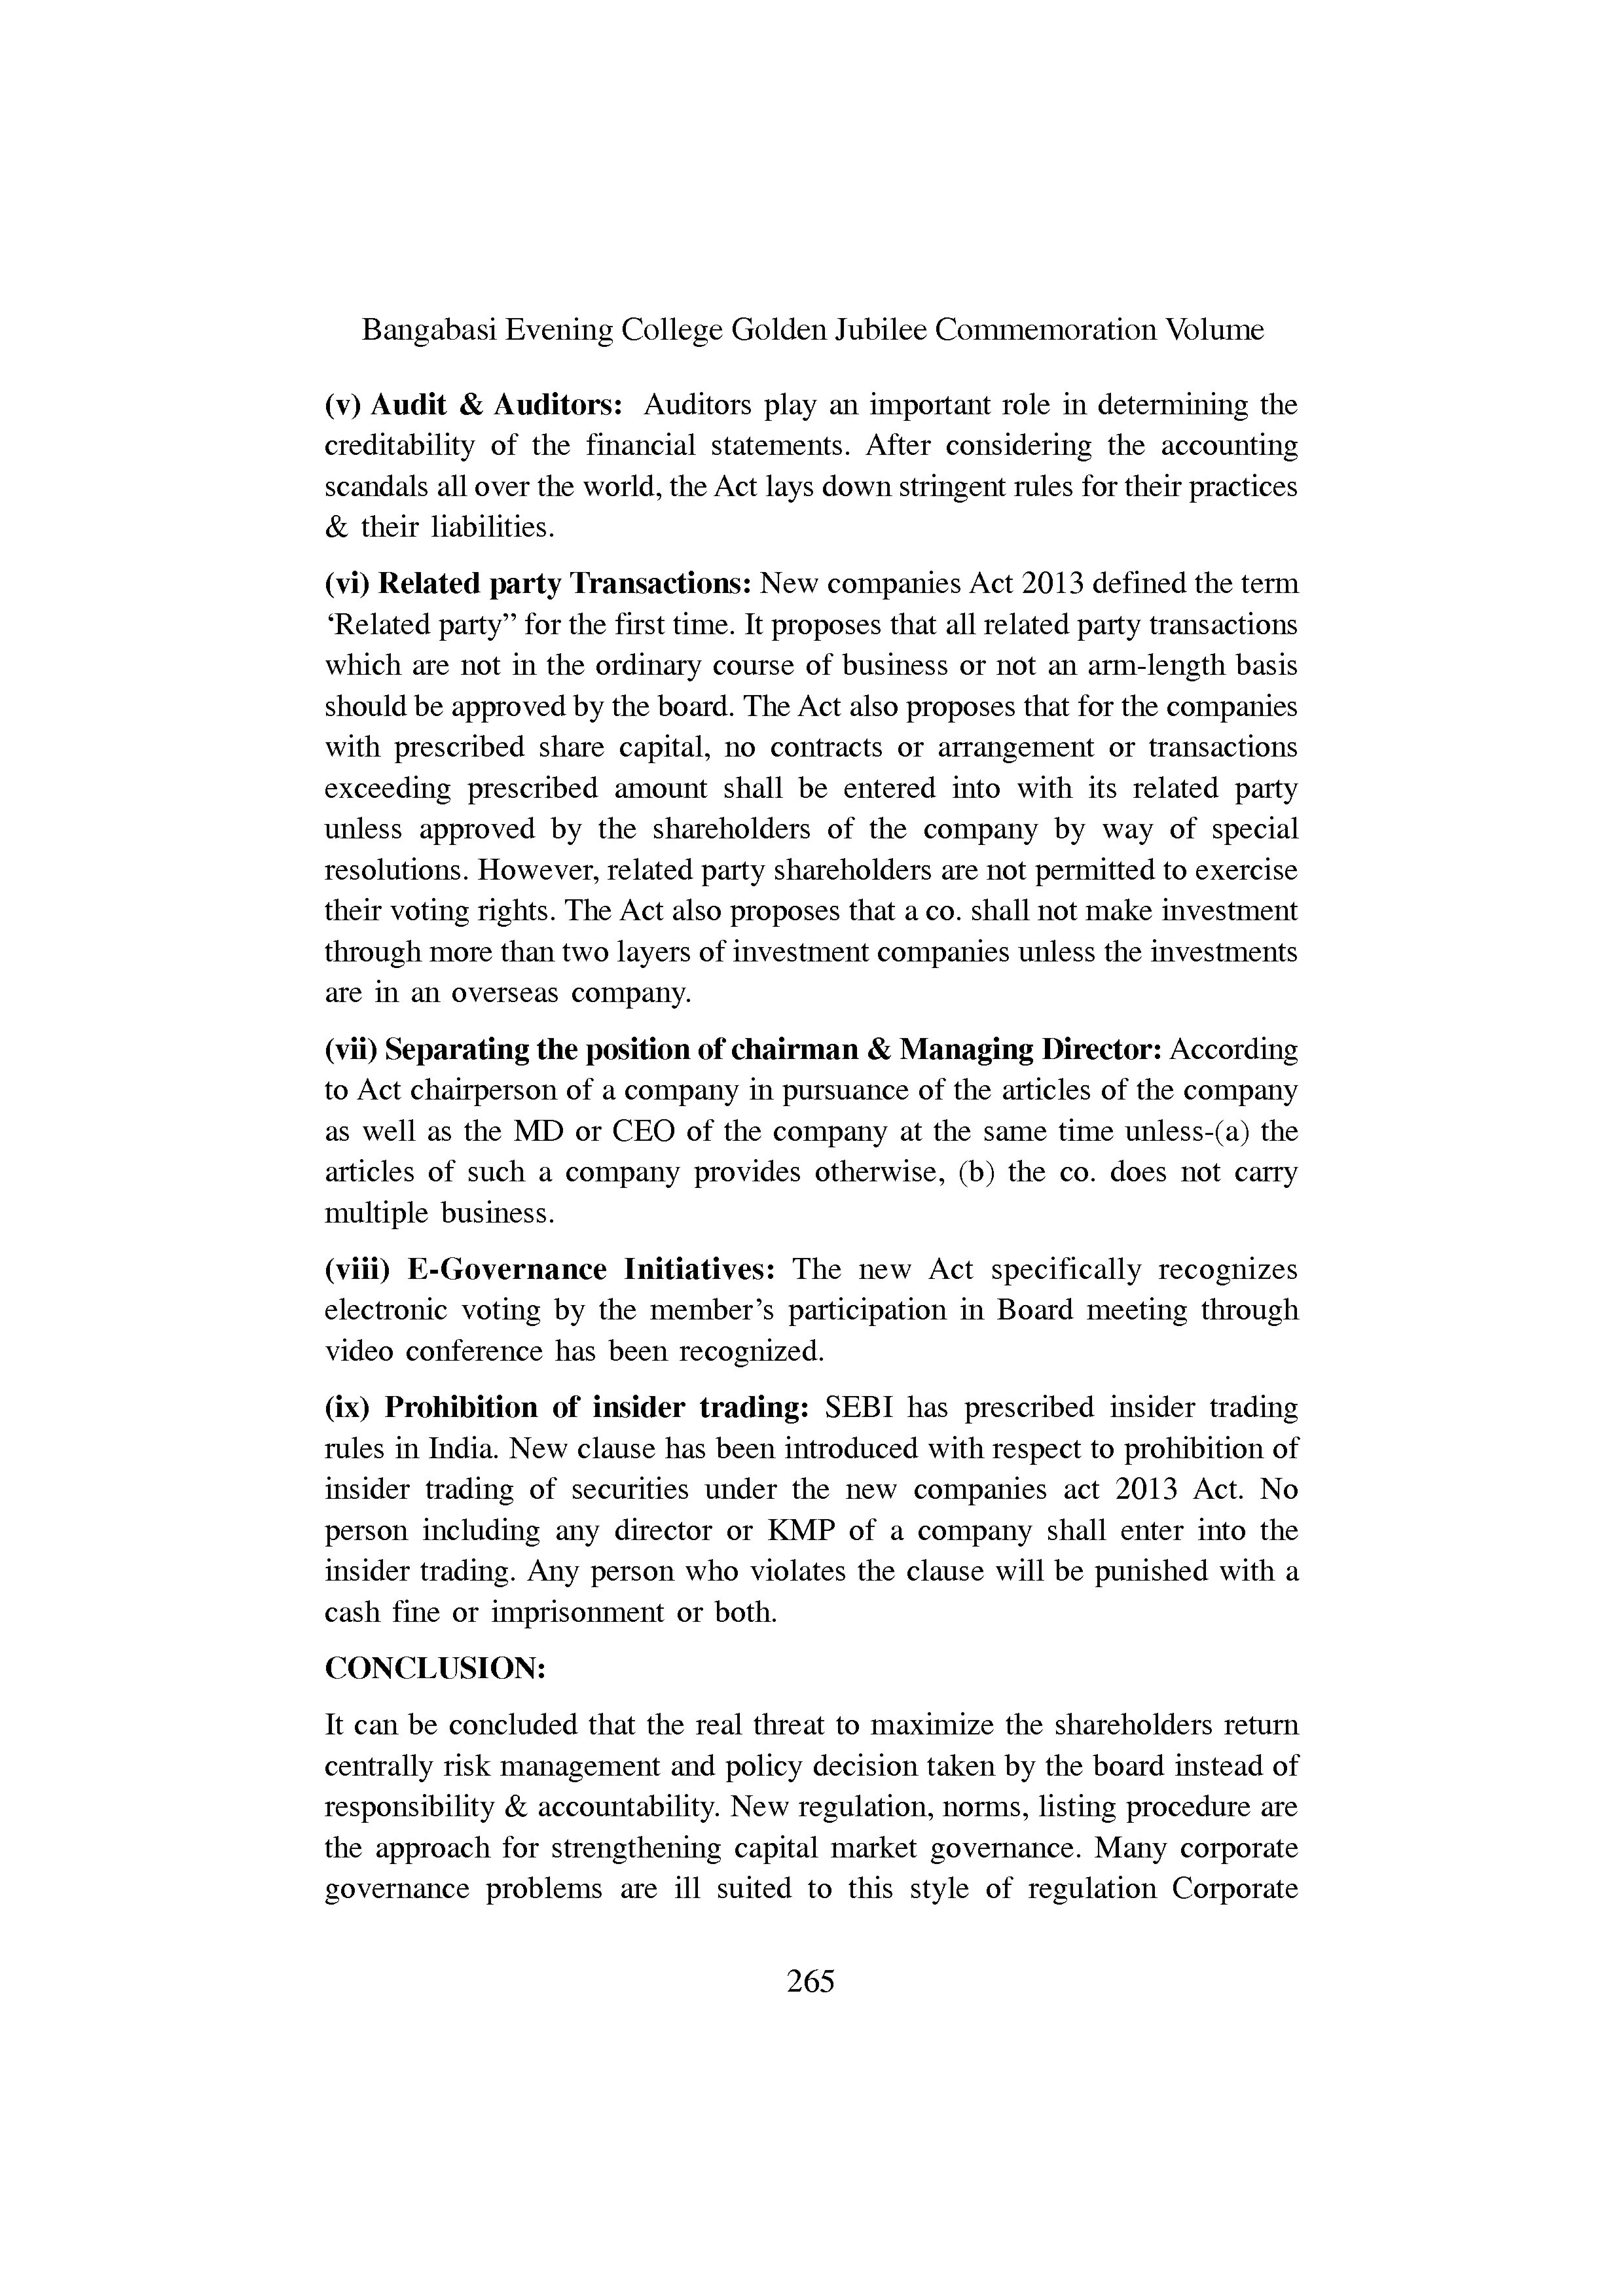 Bangabasi Evening College Golden Jubilee Commemoration Volume
(v) Audit & Auditors: Auditors play an important role in determining the
creditability of the financial statements. After considering the accounting
scandals all over the world, the Act lays down stringent rules for their practices
& their liabilities.
(vi) Related party Transactions: New companies Act 2013 defined the term
‘Related party” for the first time. It proposes that all related party transactions
which are not in the ordinary course of business or not an arm-length basis
should be approved by the board. The Act also proposes that for the companies
with prescribed share capital, no contracts or arrangement or transactions
exceeding prescribed amount shall be entered into with its related party
unless approved by the shareholders of the company by way of special
resolutions. However, related party shareholders are not permitted to exercise
their voting rights. The Act also proposes that a co. shall not make investment
through more than two layers of investment companies unless the investments
are in an overseas company.
(vii) Separating the position of chairman & Managing Director: According
to Act chairperson of a company in pursuance of the articles of the company
as well as the MD or CEO of the company at the same time unless-(a) the
articles of such a company provides otherwise, (b) the co. does not carry
multiple business.
(viii) E-Governance Initiatives: The new Act specifically recognizes
electronic voting by the member’s participation in Board meeting through
video conference has been recognized.
(ix) Prohibition of insider trading: SEBI has prescribed insider trading
rules in India. New clause has been introduced with respect to prohibition of
insider trading of securities under the new companies act 2013 Act. No
person including any director or KMP of a company shall enter into the
insider trading. Any person who violates the clause will be punished with a
cash fine or imprisonment or both.
CONCLUSION:
It can be concluded that the real threat to maximize the shareholders return
centrally risk management and policy decision taken by the board instead of
responsibility & accountability. New regulation, norms, listing procedure are
the approach for strengthening capital market governance. Many corporate
governance problems are ill suited to this style of regulation Corporate
265